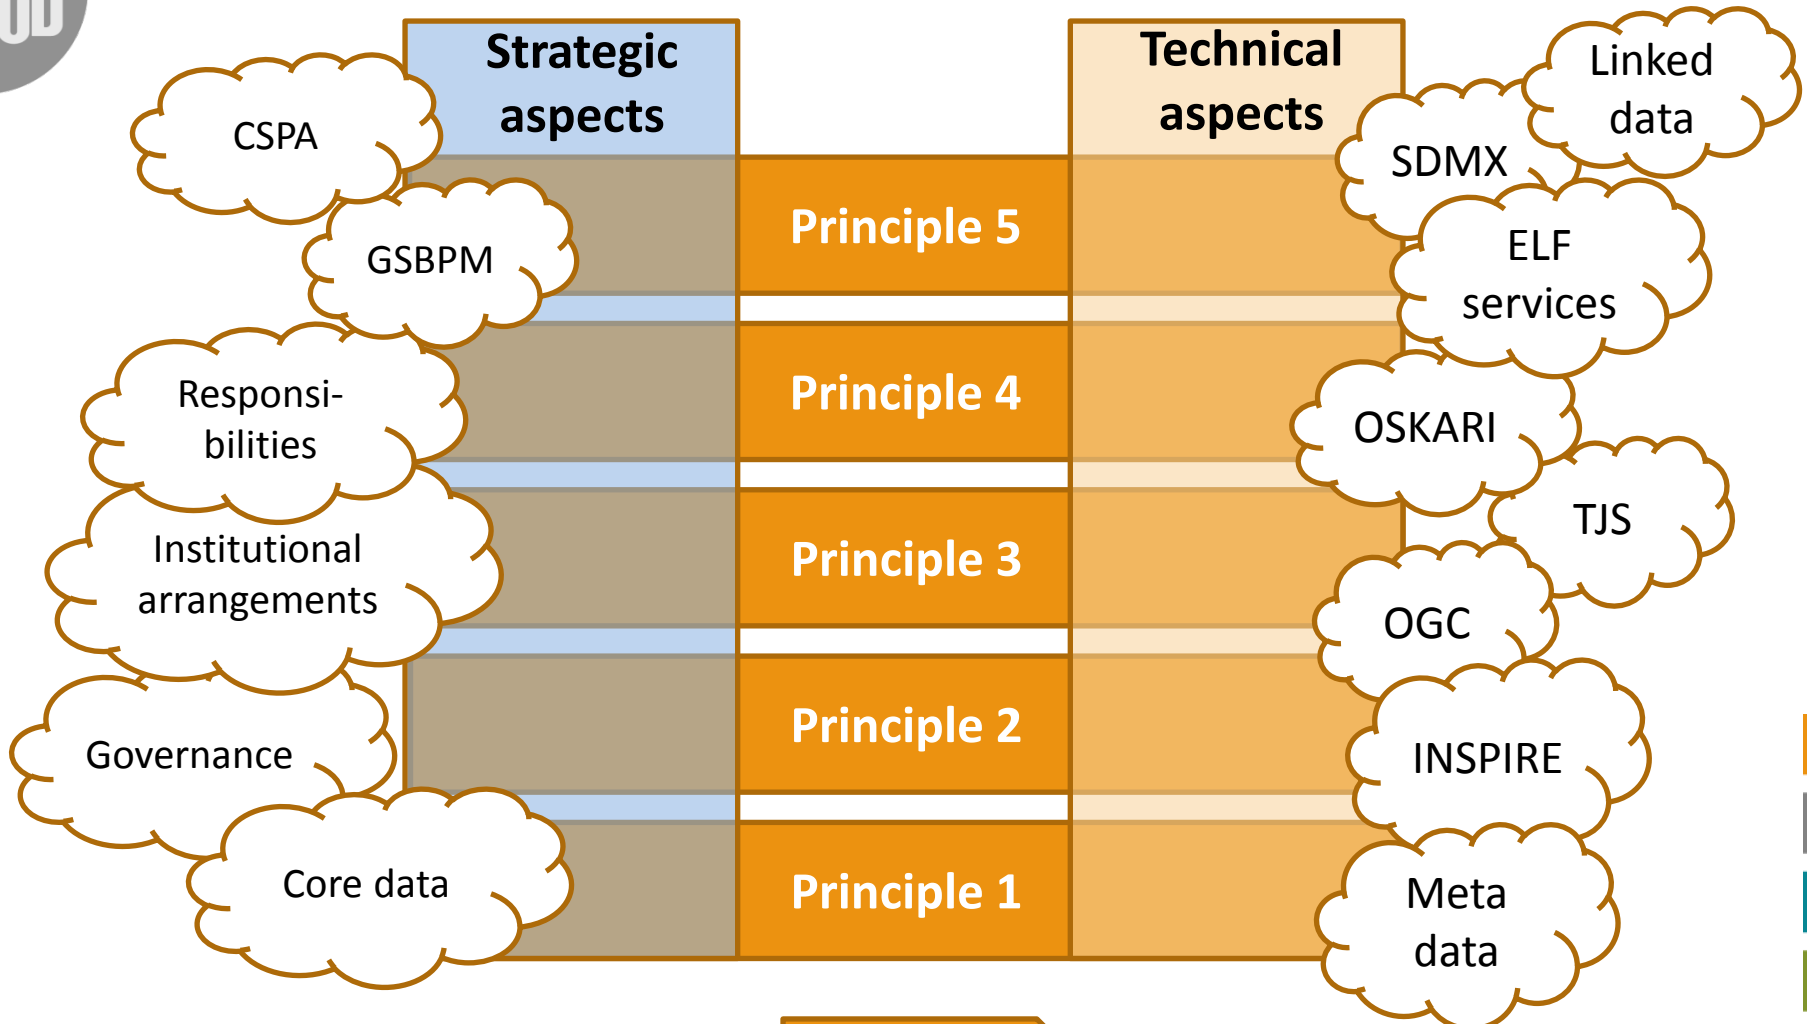 Strategic
aspects
Technical
aspects
Linked
data
CSPA
SDMX
GSBPM
Principle 5
ELF
services
Responsi-
bilities
Principle 4
OSKARI
TJS
Institutional
arrangements
Principle 3
OGC
Governance
Principle 2
INSPIRE
Core data
Principle 1
Meta
data